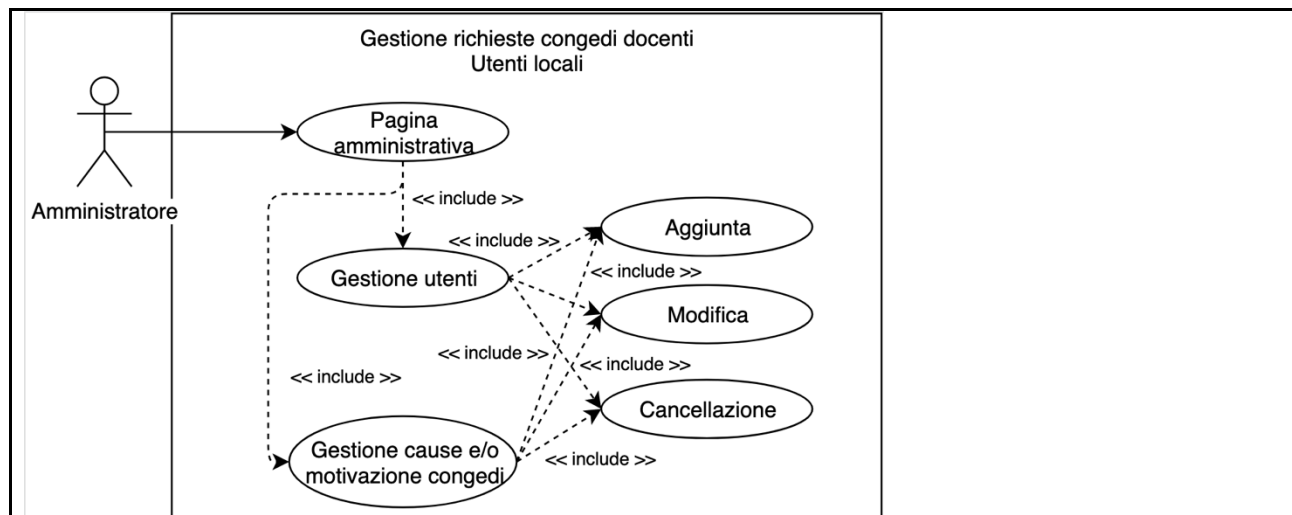 Gestione richieste congedi docenti
Utenti locali
Pagina
amministrativa
Amministratore
<< include >>
Aggiunta
<< include >>
Gestione utenti
<< include >>
Modifica
<< include >>
<< include >>
<< include >>
Cancellazione
Gestione cause e/o
motivazione congedi
<< include >>